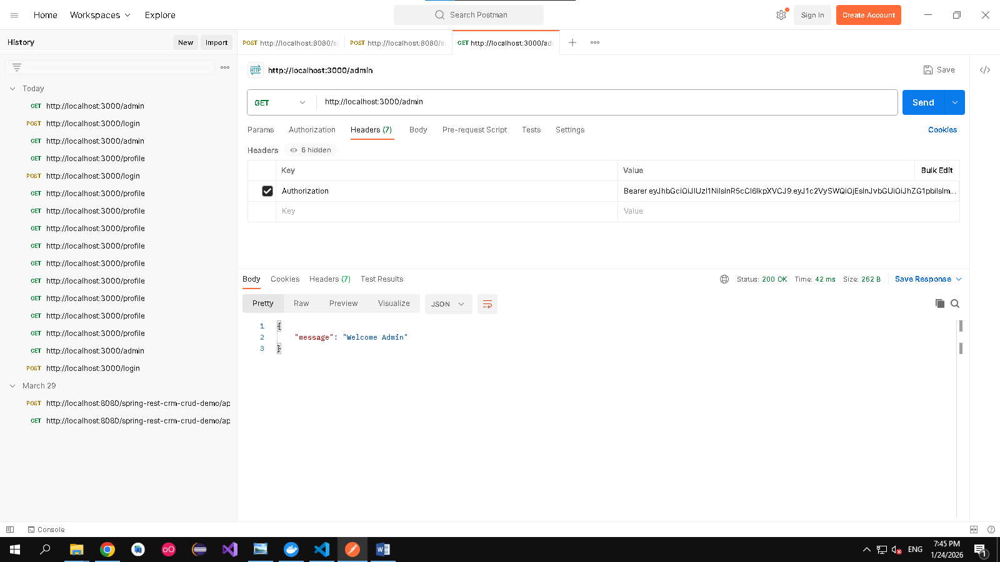 Home Workspaces Explore
Search Postman
Sign In Create Account
History
New Import
Today
GET http://localhost:3000/admin
POST http://localhost:3000/login
GET http://localhost:3000/admin
GET http://localhost:3000/profile
POST http://localhost:3000/login
GET http://localhost:3000/profile
GET http://localhost:3000/profile
GET http://localhost:3000/profile
GET http://localhost:3000/profile
GET http://localhost:3000/profile
GET http://localhost:3000/profile
GET http://localhost:3000/profile
GET http://localhost:3000/profile
GET http://localhost:3000/profile
GET http://localhost:3000/admin
POST http://localhost:3000/login
March 29
POST http://localhost:8080/spring-rest-crm-crud-demo/ap
GET http://localhost:8080/spring-rest-crm-crud-demo/ap
POST http://localhost:8080/s
POST http://localhost:8080/s
GET http://localhost:3000/ad
HTTP http://localhost:3000/admin
Save
GET http://localhost:3000/admin
Send
Params Authorization Headers (7) Body Pre-request Script Tests Settings
Cookies
Headers 6 hidden
Key Value Bulk Edit
Authorization Bearer eyJhbGciOiJIUzI1NiIsInR5cCI6IkpXVCJ9.eyJ1c2VySWQiOjEsInJvbGUiOiJhZG1pbiIsIm...
Key Value
Body Cookies Headers (7) Test Results
Status: 200 OK Time: 42 ms Size: 262 B Save Response
Pretty Raw Preview Visualize JSON
1 {
2 "message": "Welcome Admin"
3 }
Console
ENG
7:45 PM
1/24/2026
1